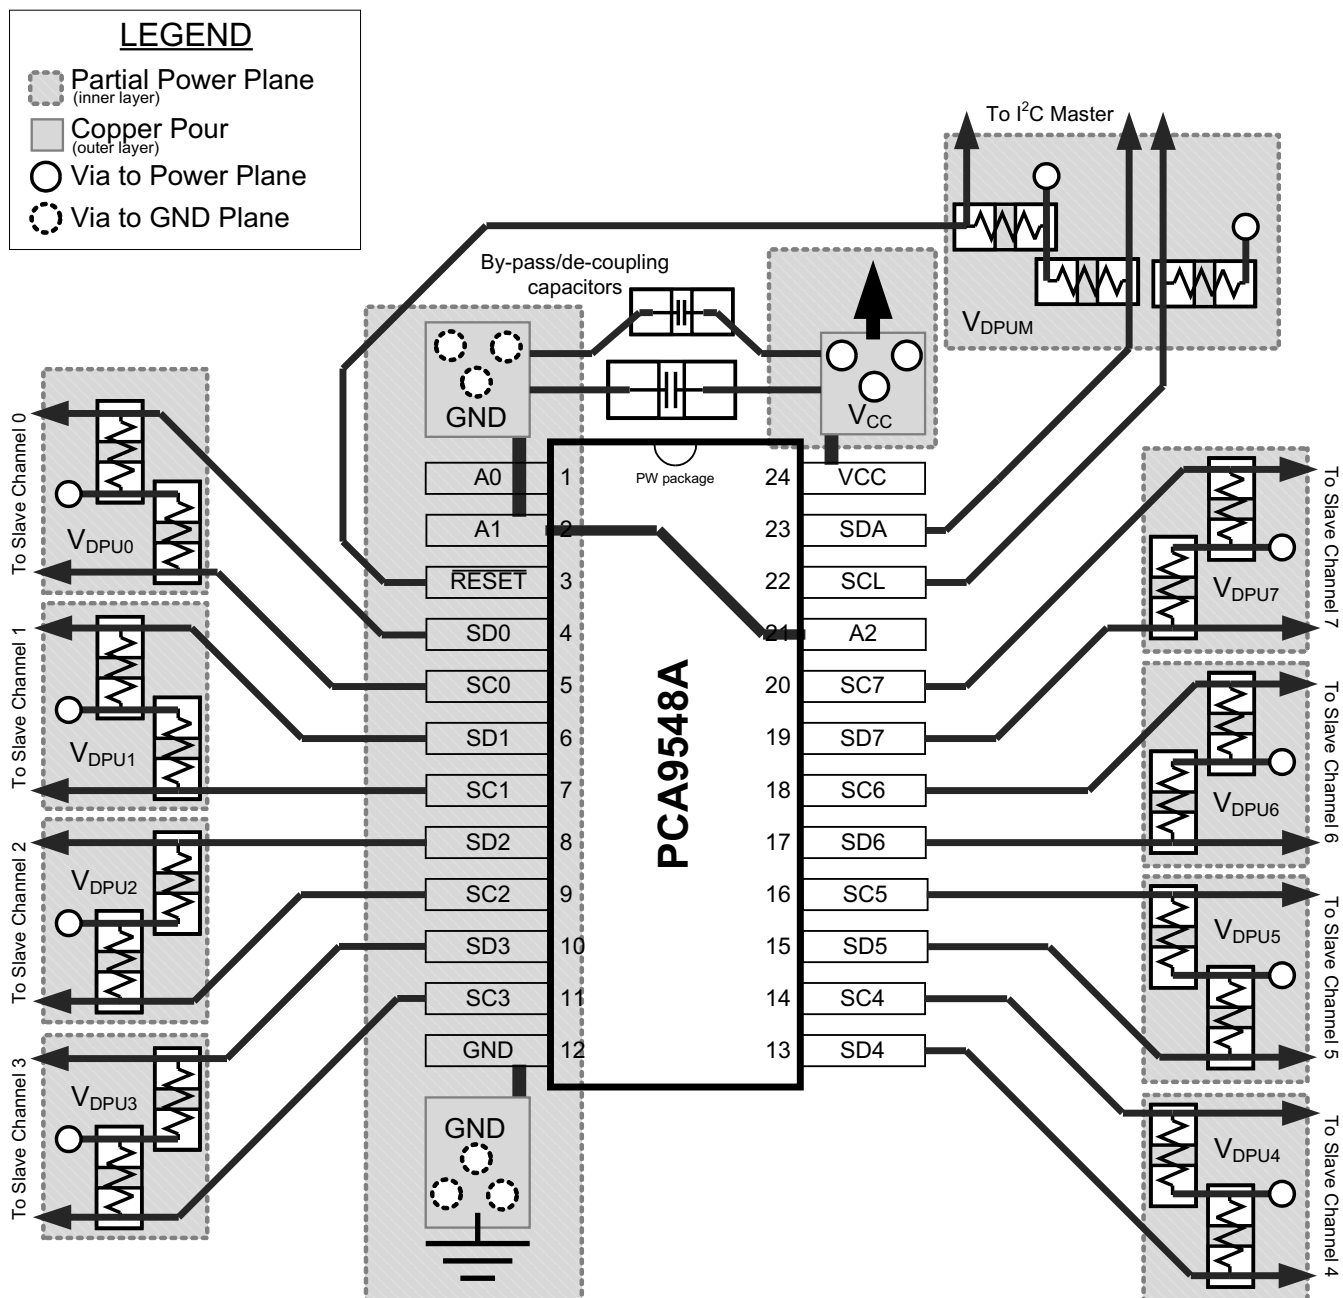 LEGEND
Partial Power Plane
(inner layer)
Copper Pour
(outer layer)
Via to Power Plane
Via to GND Plane
To I²C Master
By-pass/de-coupling
capacitors
VDPUM
GND
VCC
PW package
PCA9548A
A0 1
A1 2
RESET 3
SD0 4
SC0 5
SD1 6
SC1 7
SD2 8
SC2 9
SD3 10
SC3 11
GND 12
24 VCC
23 SDA
22 SCL
21 A2
20 SC7
19 SD7
18 SC6
17 SD6
16 SC5
15 SD5
14 SC4
13 SD4
GND
To Slave Channel 0
VDPU0
To Slave Channel 1
VDPU1
To Slave Channel 2
VDPU2
To Slave Channel 3
VDPU3
VDPU7
To Slave Channel 7
VDPU6
To Slave Channel 6
VDPU5
To Slave Channel 5
VDPU4
To Slave Channel 4